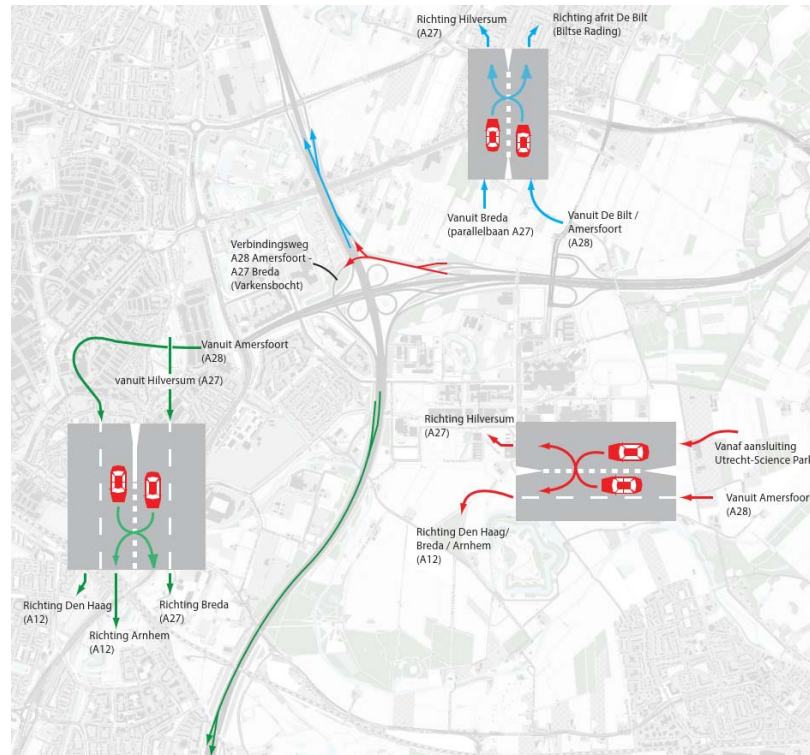 Richting Hilversum
(A27)
Richting afrit De Bilt
(Biltse Rading)
Vanuit Breda
(parallelbaan A27)
Vanuit De Bilt /
Amersfoort
(A28)
Verbindingsweg
A28 Amersfoort -
A27 Breda
(Varkensbocht)
Vanuit Amersfoort
(A28)
vanuit Hilversum (A27)
Richting Hilversum
(A27)
Vanaf aansluiting
Utrecht-Science Park
Vanuit Amersfoort
(A28)
Richting Den Haag/
Breda / Arnhem
(A12)
Richting Den Haag
(A12)
Richting Arnhem
(A12)
Richting Breda
(A27)